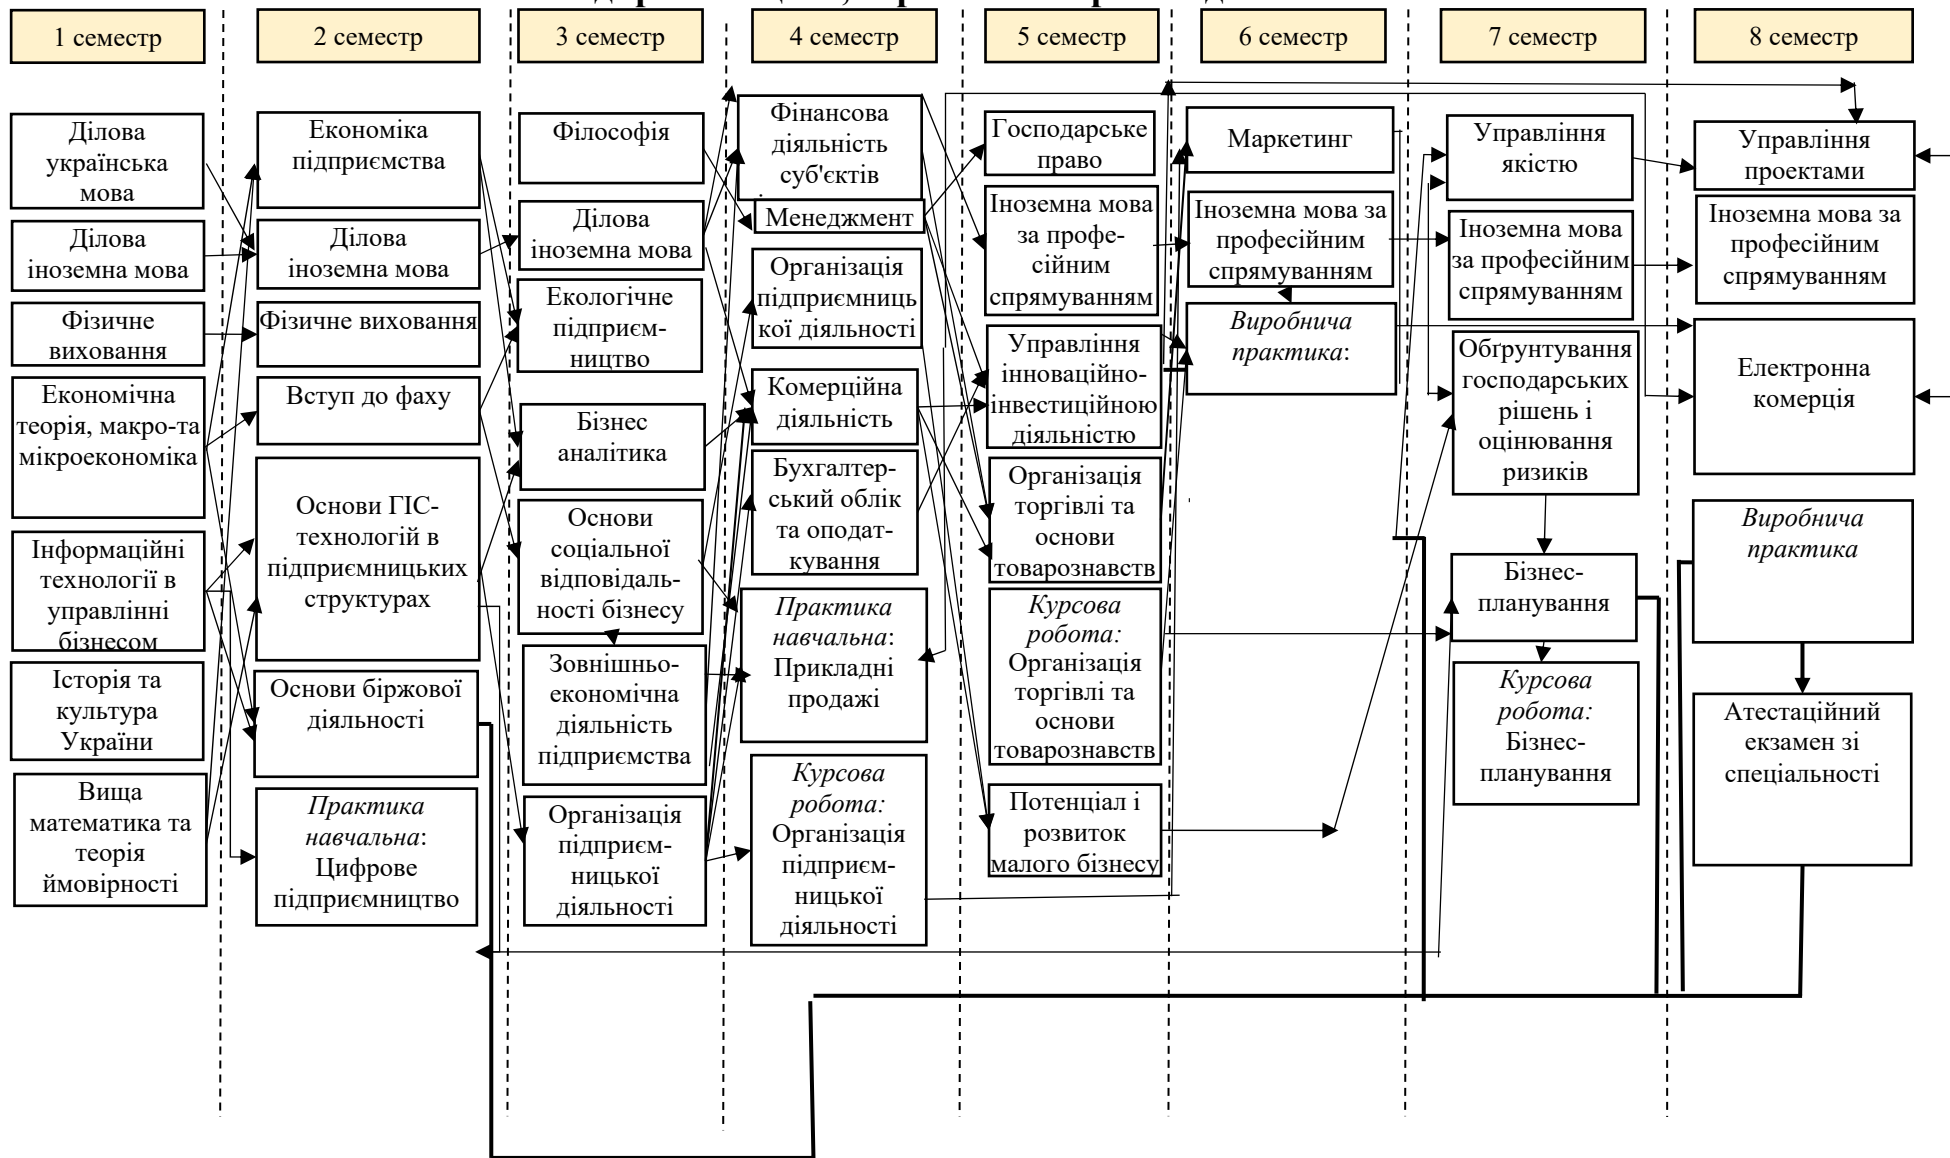 1 семестр
2 семестр
3 семестр
4 семестр
5 семестр
6 семестр
7 семестр
8 семестр
Ділова
українська
мова
Ділова
іноземна мова
Фізичне
виховання
Економічна
теорія, макро-та
мікроекономіка
Інформаційні
технології в
управлінні
бізнесом
Історія та
культура
України
Вища
математика та
теорія
ймовірності
Економіка
підприємства
Ділова
іноземна мова
Фізичне виховання
Вступ до фаху
Основи ГІС-
технологій в
підприємницьких
структурах
Основи біржової
діяльності
Практика
навчальна:
Цифрове
підприємництво
Філософія
Ділова
іноземна мова
Екологічне
підприєм-
ництво
Бізнес
аналітика
Основи
соціальної
відповідаль-
ності бізнесу
Зовнішньо-
економічна
діяльність
підприємства
Організація
підприєм-
ницької
діяльності
Фінансова
діяльність
суб'єктів
Менеджмент
Організація
підприємниць
кої діяльності
Комерційна
діяльність
Бухгалтер-
ський облік
та оподат-
кування
Практика
навчальна:
Прикладні
продажі
Курсова
робота:
Організація
підприєм-
ницької
діяльності
Господарське
право
Іноземна мова
за профе-
сійним
спрямуванням
Управління
інноваційно-
інвестиційною
діяльністю
Організація
торгівлі та
основи
товарознавств
Курсова
робота:
Організація
торгівлі та
основи
товарознавств
Потенціал і
розвиток
малого бізнесу
Маркетинг
Іноземна мова за
професійним
спрямуванням
Виробнича
практика:
Управління
якістю
Іноземна мова
за професійним
спрямуванням
Обґрунтування
господарських
рішень і
оцінювання
ризиків
Бізнес-
планування
Курсова
робота:
Бізнес-
планування
Управління
проектами
Іноземна мова за
професійним
спрямуванням
Електронна
комерція
Виробнича
практика
Атестаційний
екзамен зі
спеціальності